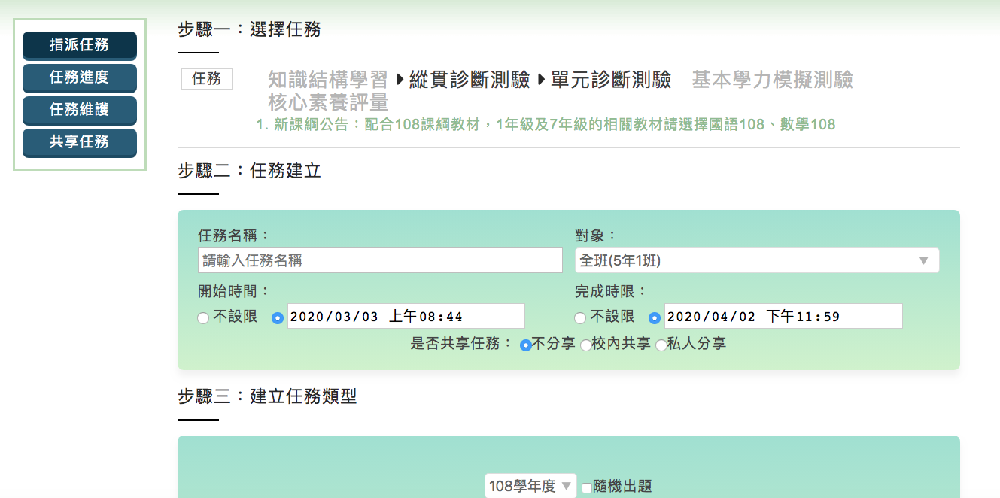 指派任務
任務進度
任務維護
共享任務
步驟一：選擇任務
任務
知識結構學習 縱貫診斷測驗 單元診斷測驗 基本學力模擬測驗
核心素養評量
1. 新課綱公告：配合108課綱教材，1年級及7年級的相關教材請選擇國語108、數學108
步驟二：任務建立
任務名稱： 對象：
請輸入任務名稱 全班(5年1班)
開始時間： 完成時限：
不設限 2020/03/03 上午08:44 不設限 2020/04/02 下午11:59
是否共享任務： 不分享 校內共享 私人分享
步驟三：建立任務類型
108學年度 隨機出題